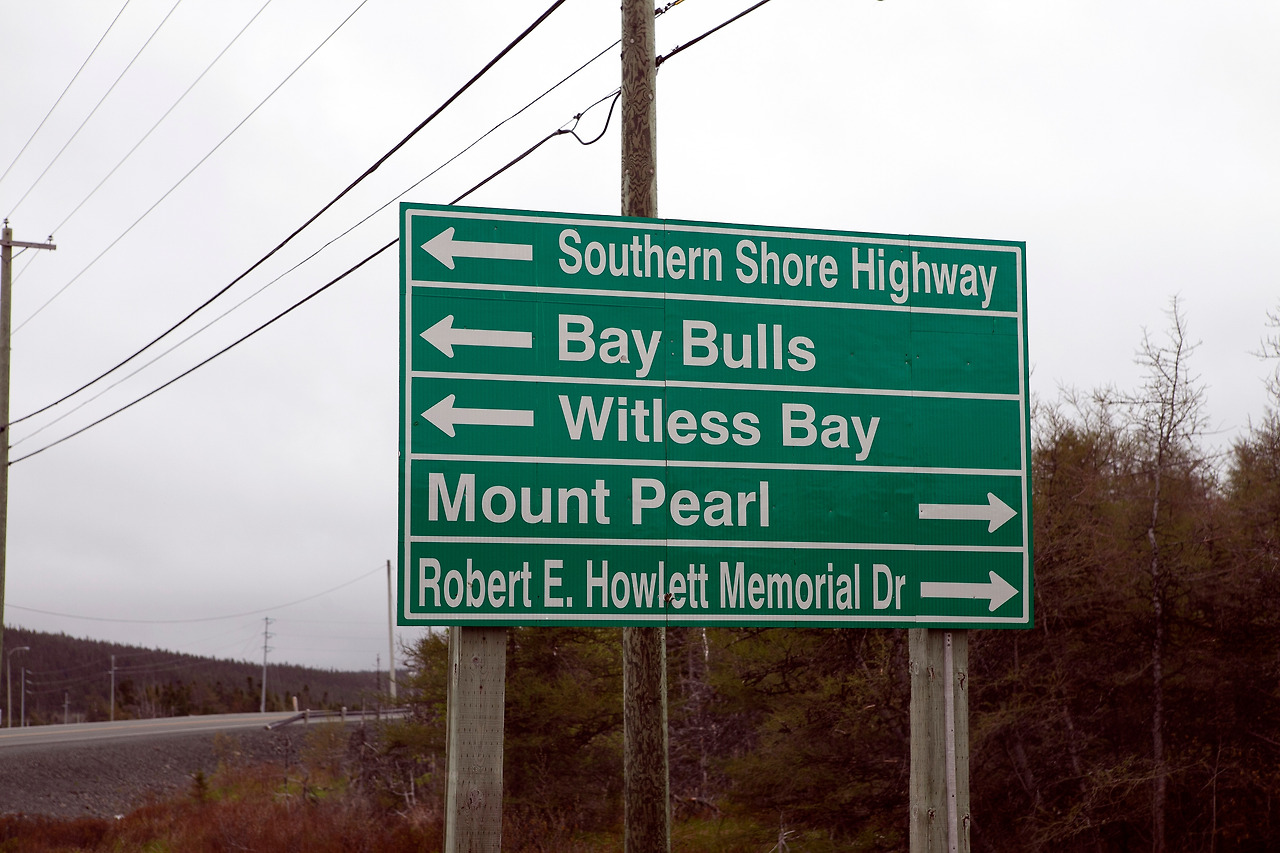 Southern Shore Highway
Bay Bulls
Witless Bay
Mount Pearl
Robert E. Howlett Memorial Dr